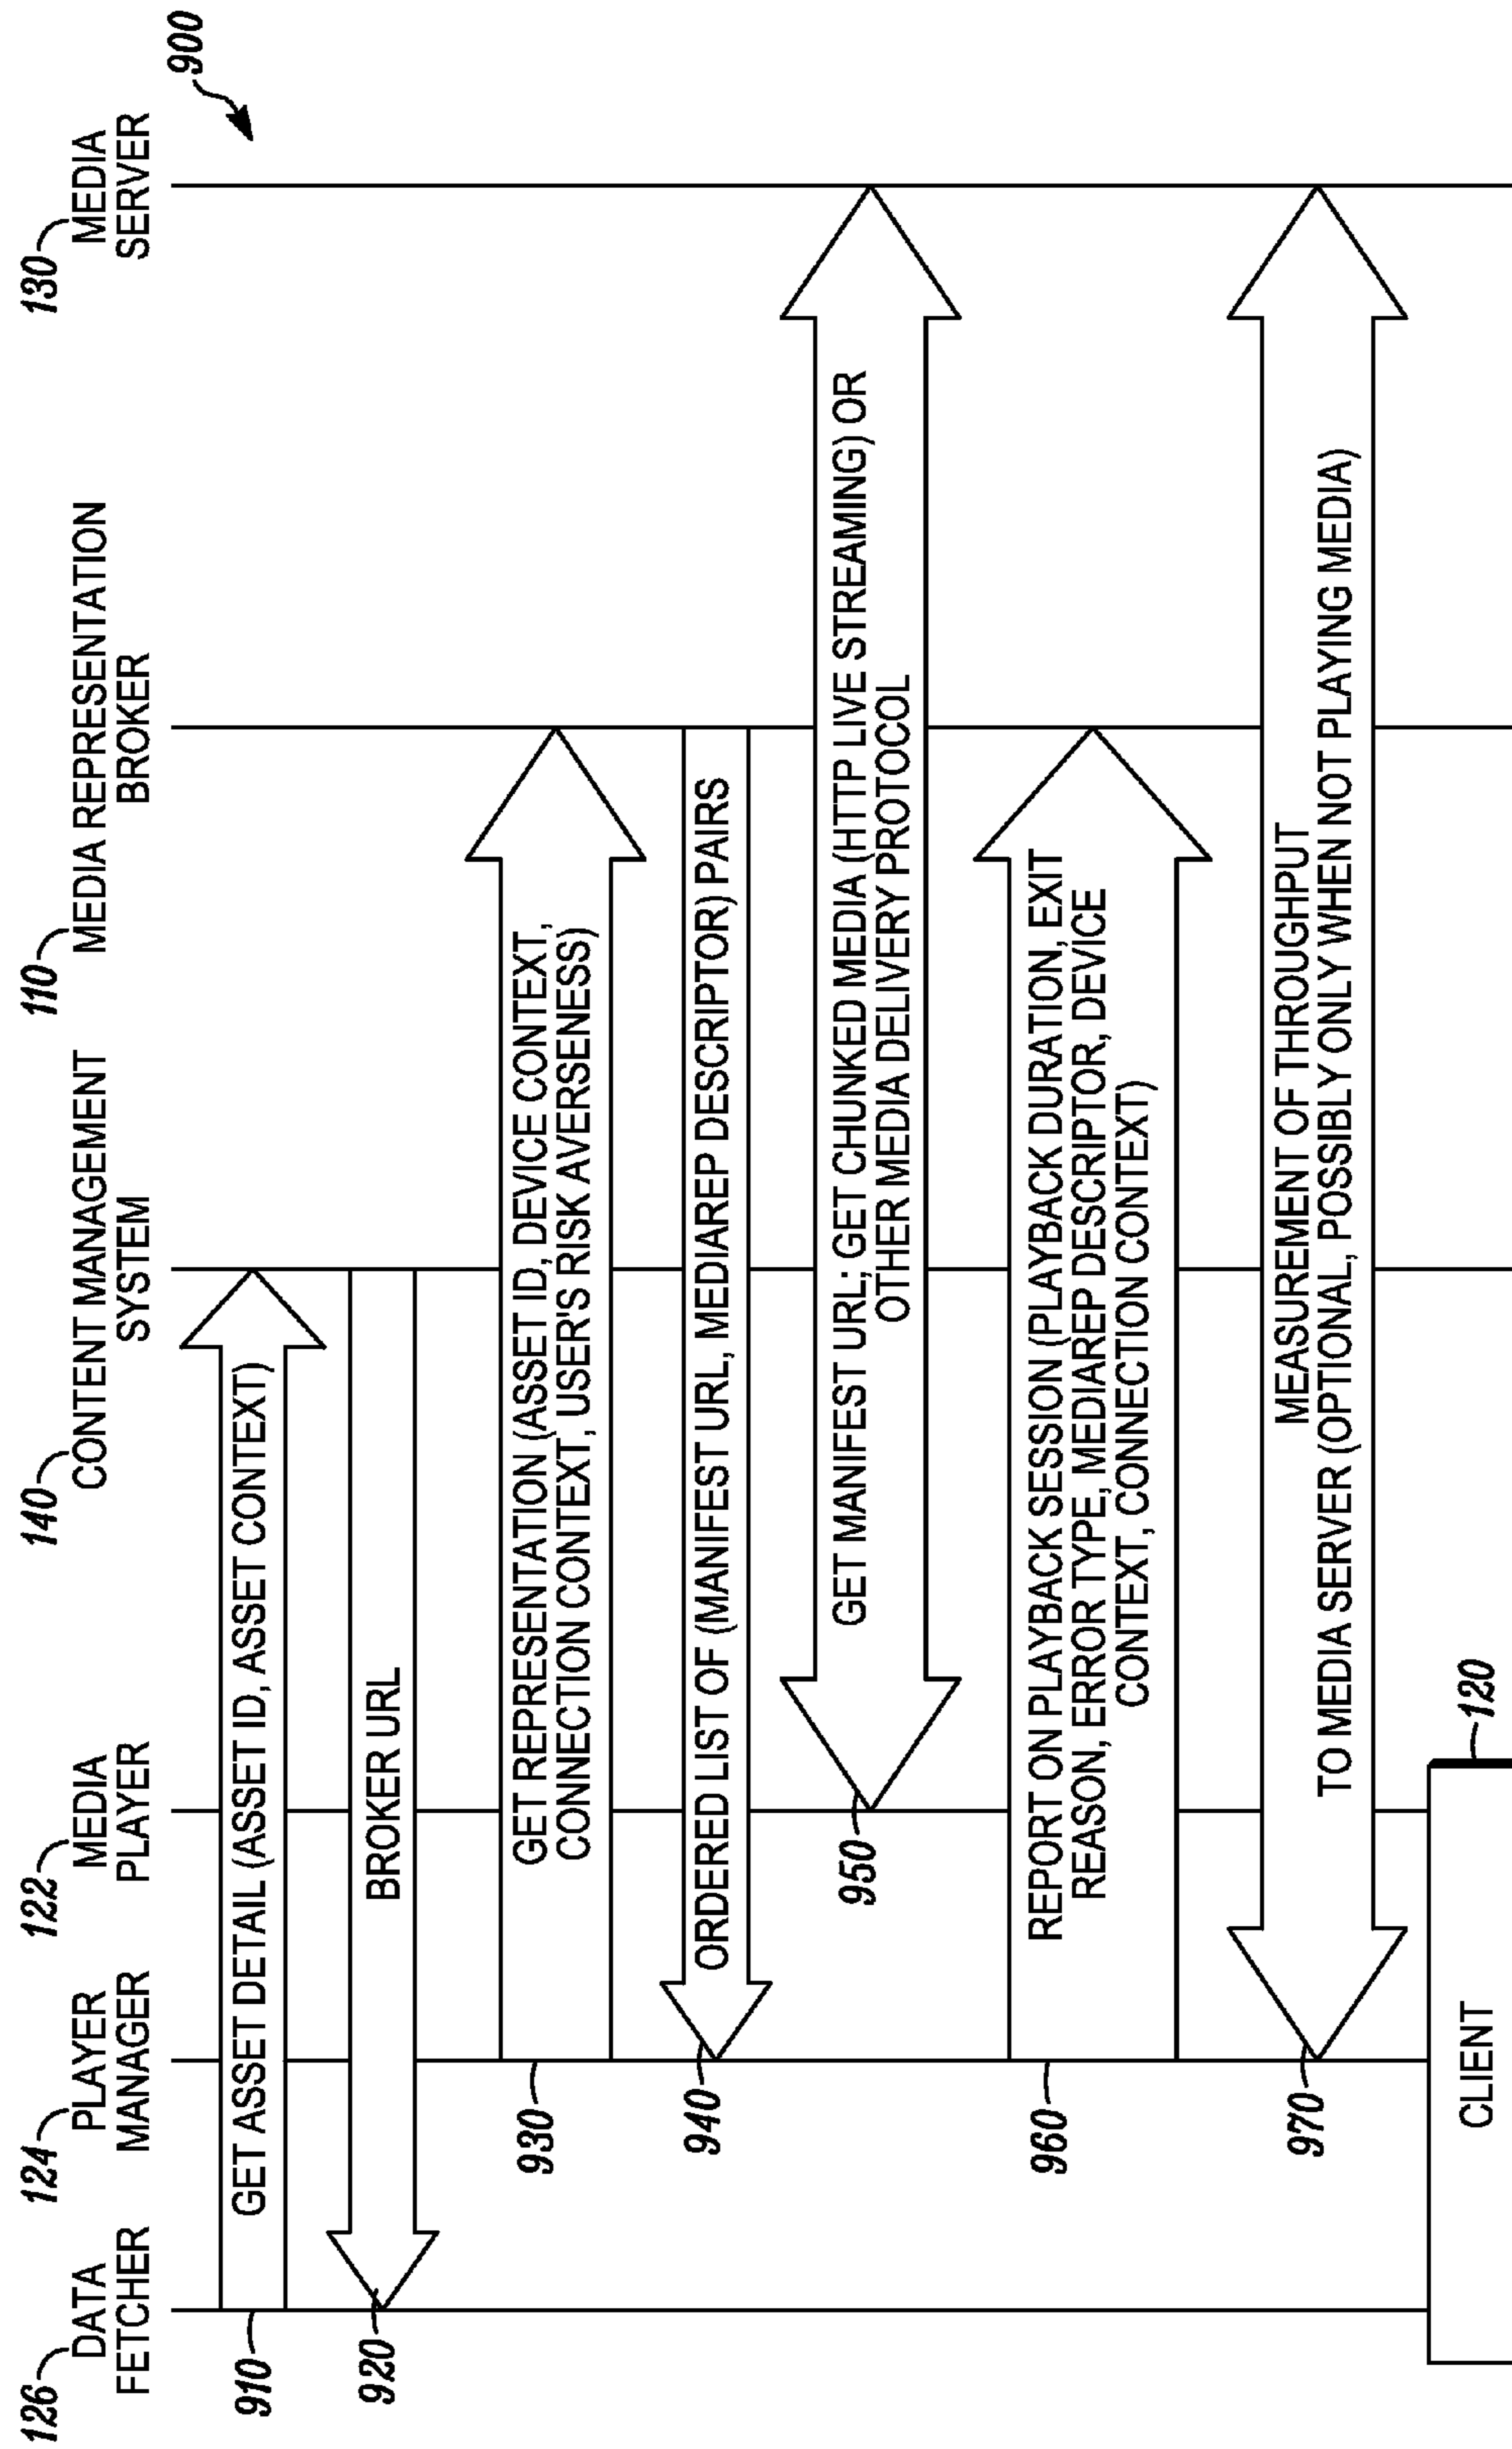 900
126
DATA
FETCHER
124
PLAYER
MANAGER
122
MEDIA
PLAYER
140
CONTENT MANAGEMENT
SYSTEM
110
MEDIA REPRESENTATION
BROKER
130
MEDIA
SERVER
910
GET ASSET DETAIL (ASSET ID, ASSET CONTEXT)
920
BROKER URL
930
GET REPRESENTATION (ASSET ID, DEVICE CONTEXT,
CONNECTION CONTEXT, USER'S RISK AVERSENESS)
940
ORDERED LIST OF (MANIFEST URL, MEDIAREP DESCRIPTOR) PAIRS
950
GET MANIFEST URL; GET CHUNKED MEDIA (HTTP LIVE STREAMING) OR
OTHER MEDIA DELIVERY PROTOCOL
960
REPORT ON PLAYBACK SESSION (PLAYBACK DURATION, EXIT
REASON, ERROR TYPE, MEDIAREP DESCRIPTOR, DEVICE
CONTEXT, CONNECTION CONTEXT)
970
MEASUREMENT OF THROUGHPUT
TO MEDIA SERVER (OPTIONAL, POSSIBLY ONLY WHEN NOT PLAYING MEDIA)
CLIENT
120